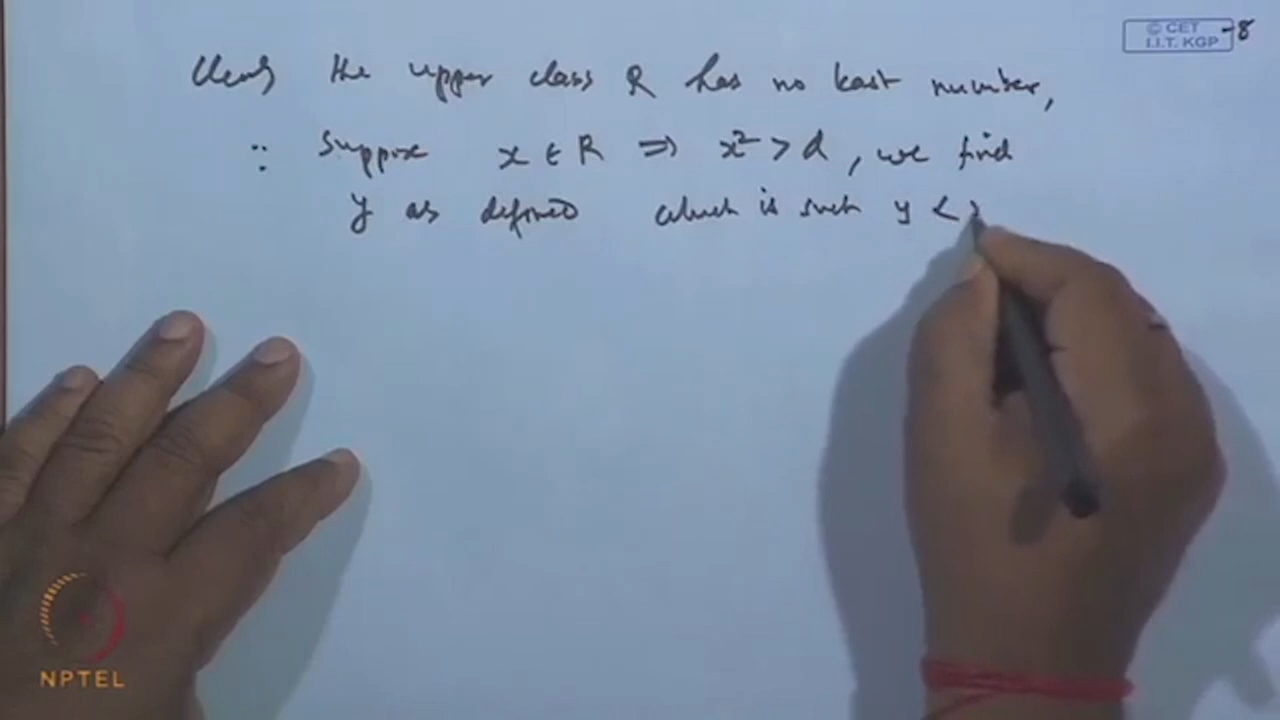 © CET
I.I.T. KGP -8
Clearly the upper class R has no least number,
∵ Suppose x ∈ R ⇒ x² > d, we find
y as defined which is such y <
NPTEL